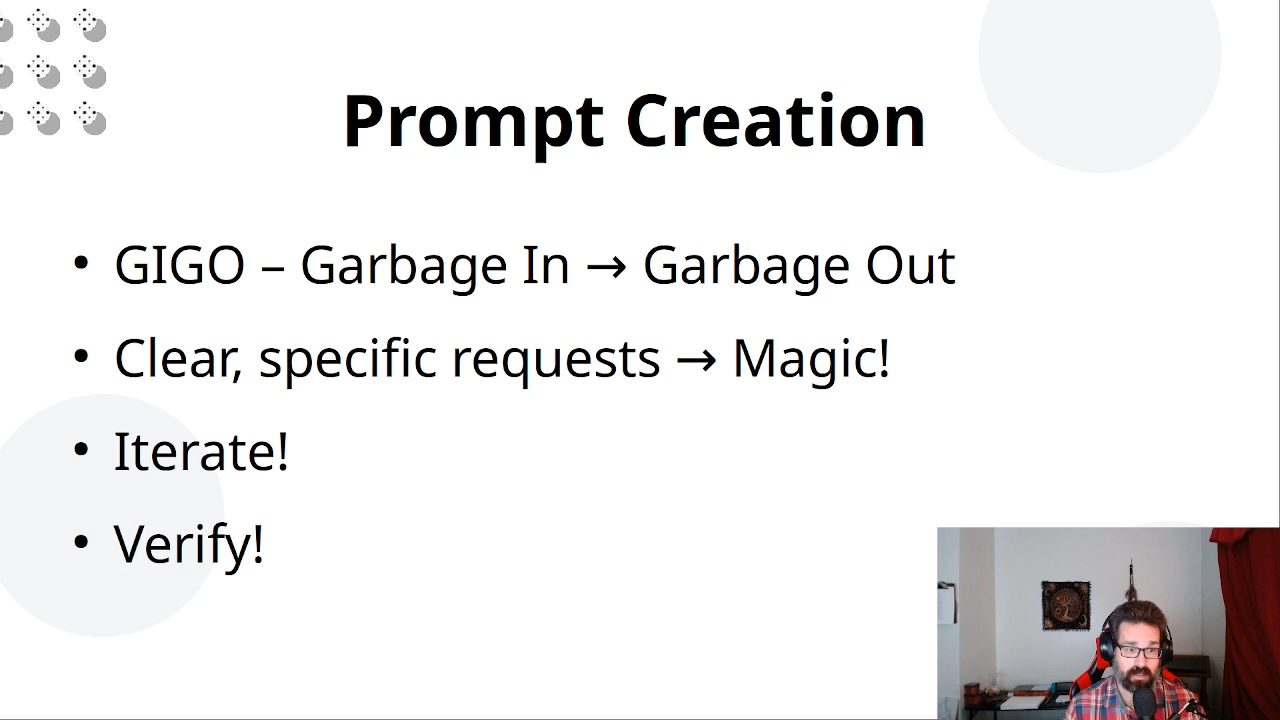 Prompt Creation
• GIGO – Garbage In → Garbage Out
• Clear, specific requests → Magic!
• Iterate!
• Verify!